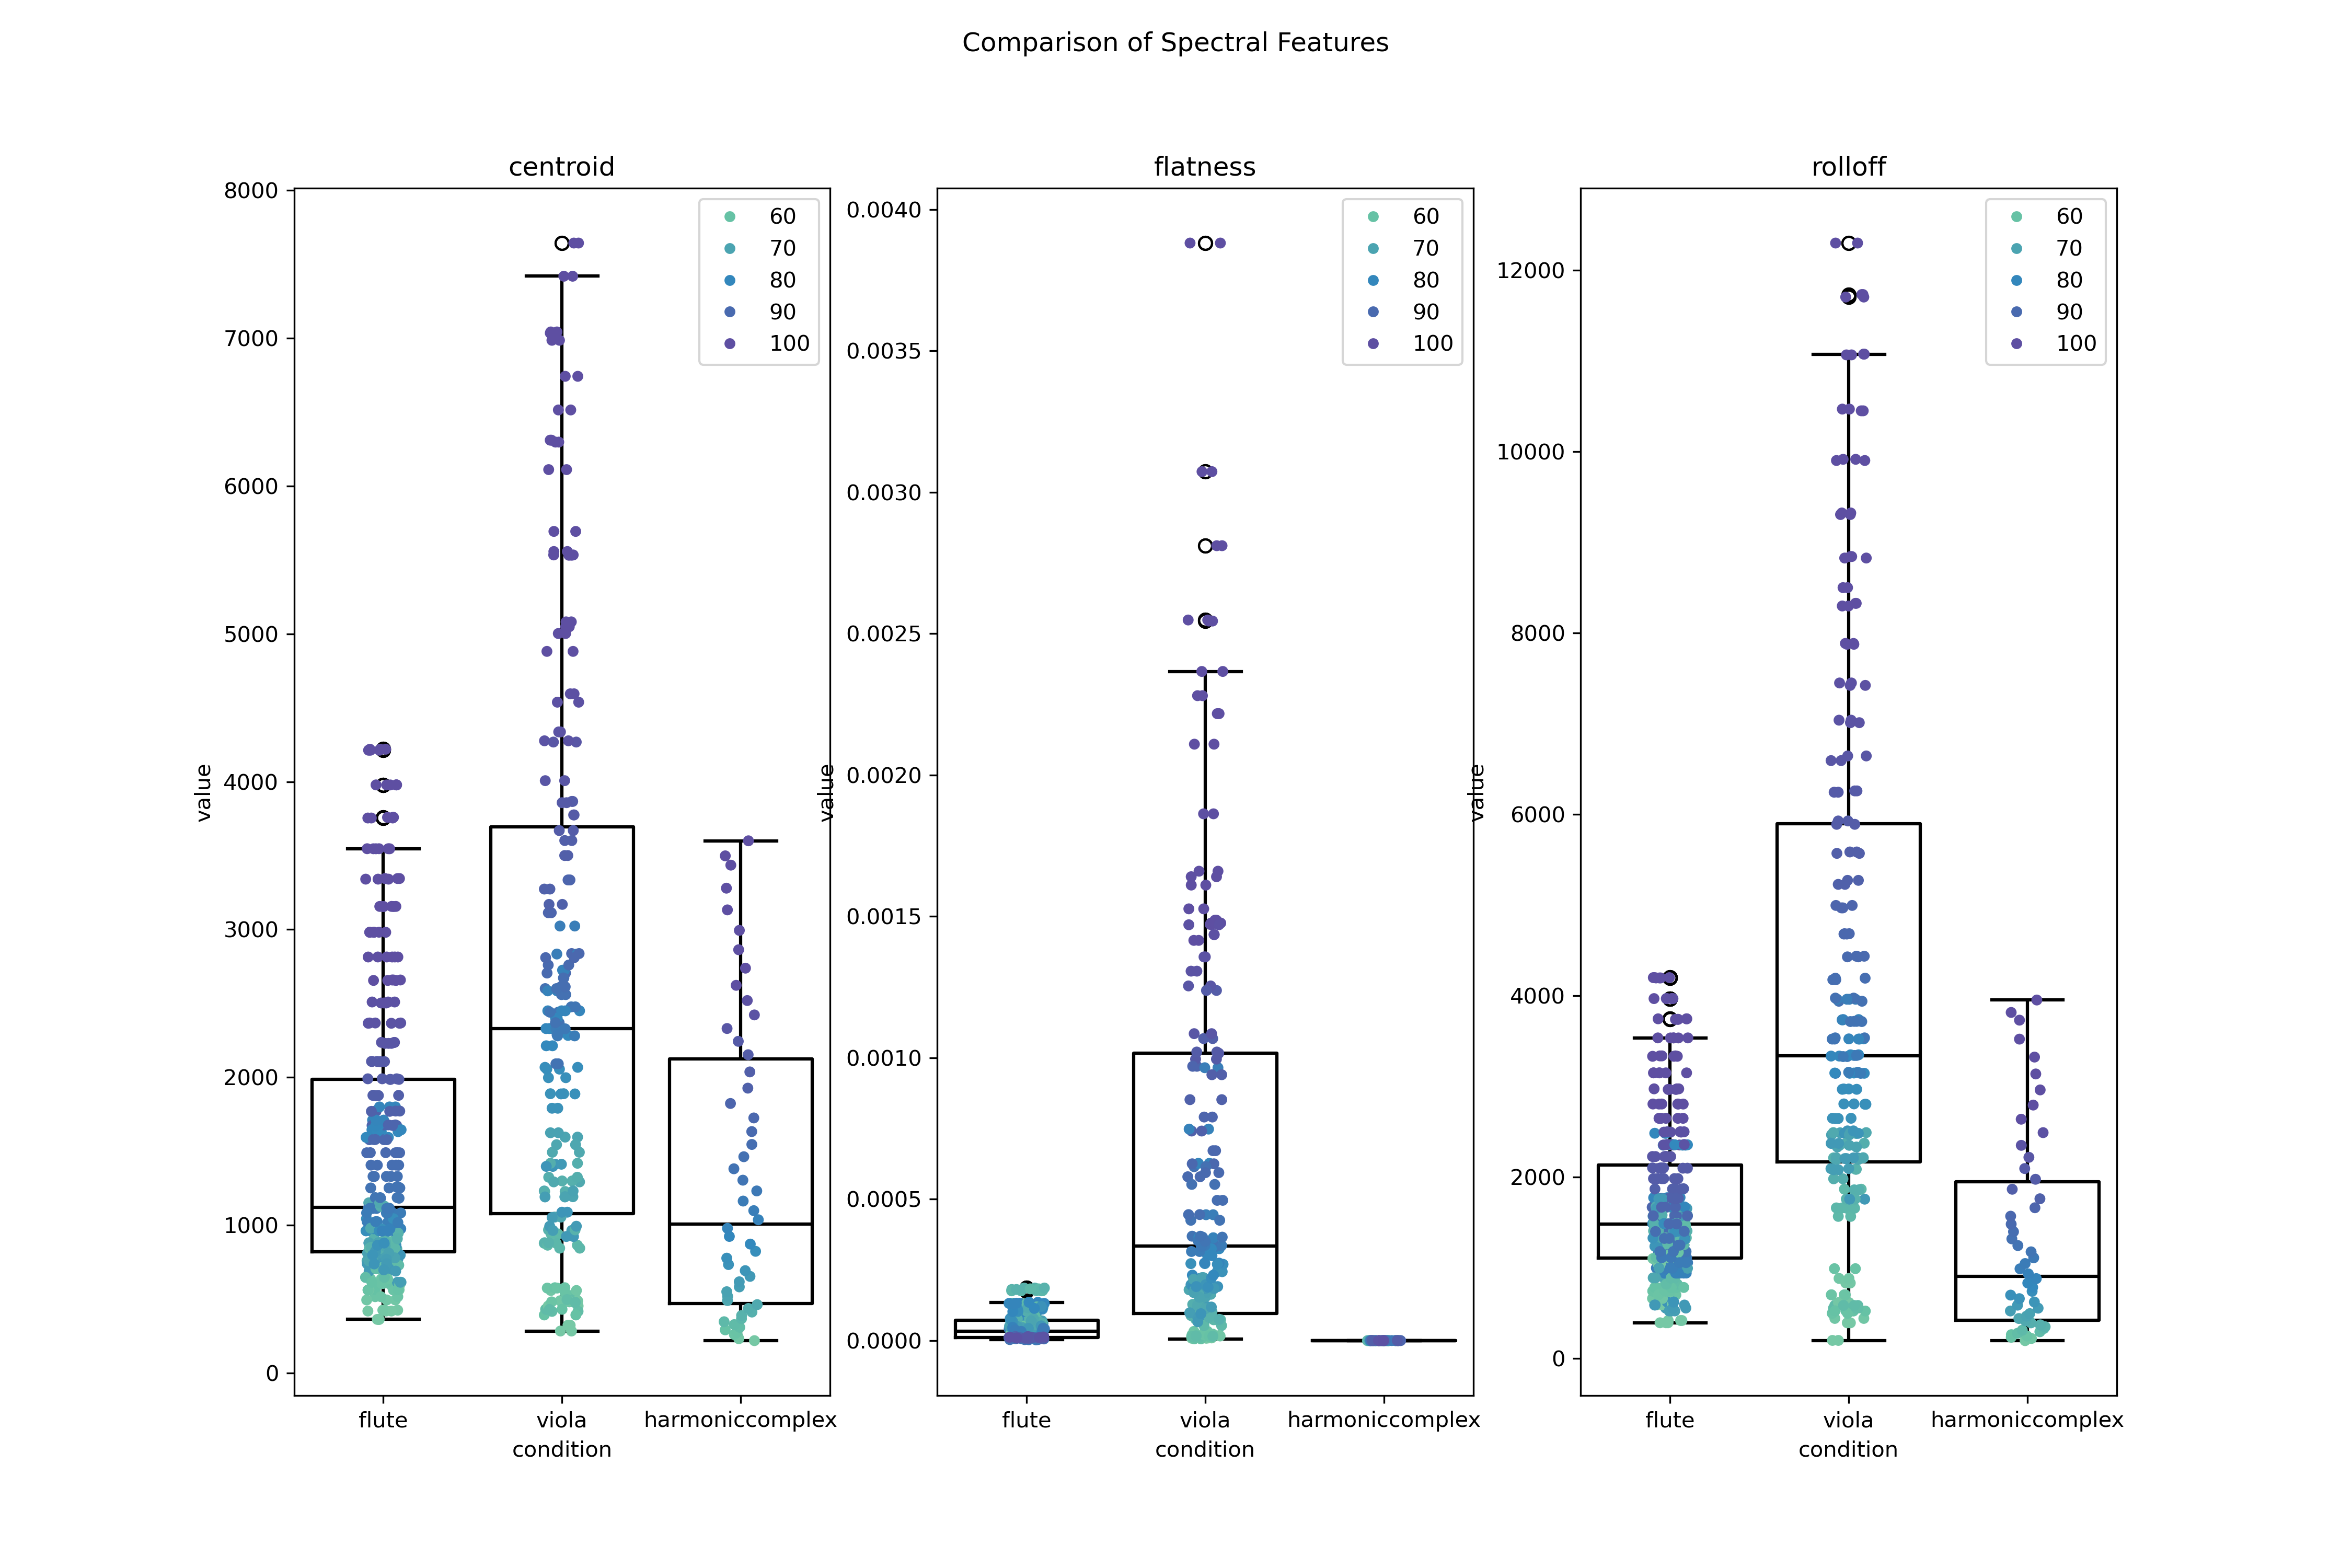 Comparison of Spectral Features
centroid
8000
7000
6000
5000
4000
3000
2000
1000
0
value
60
70
80
90
100
flute
viola
harmoniccomplex
condition
flatness
0.0040
0.0035
0.0030
0.0025
0.0020
0.0015
0.0010
0.0005
0.0000
value
60
70
80
90
100
flute
viola
harmoniccomplex
condition
rolloff
12000
10000
8000
6000
4000
2000
0
value
60
70
80
90
100
flute
viola
harmoniccomplex
condition